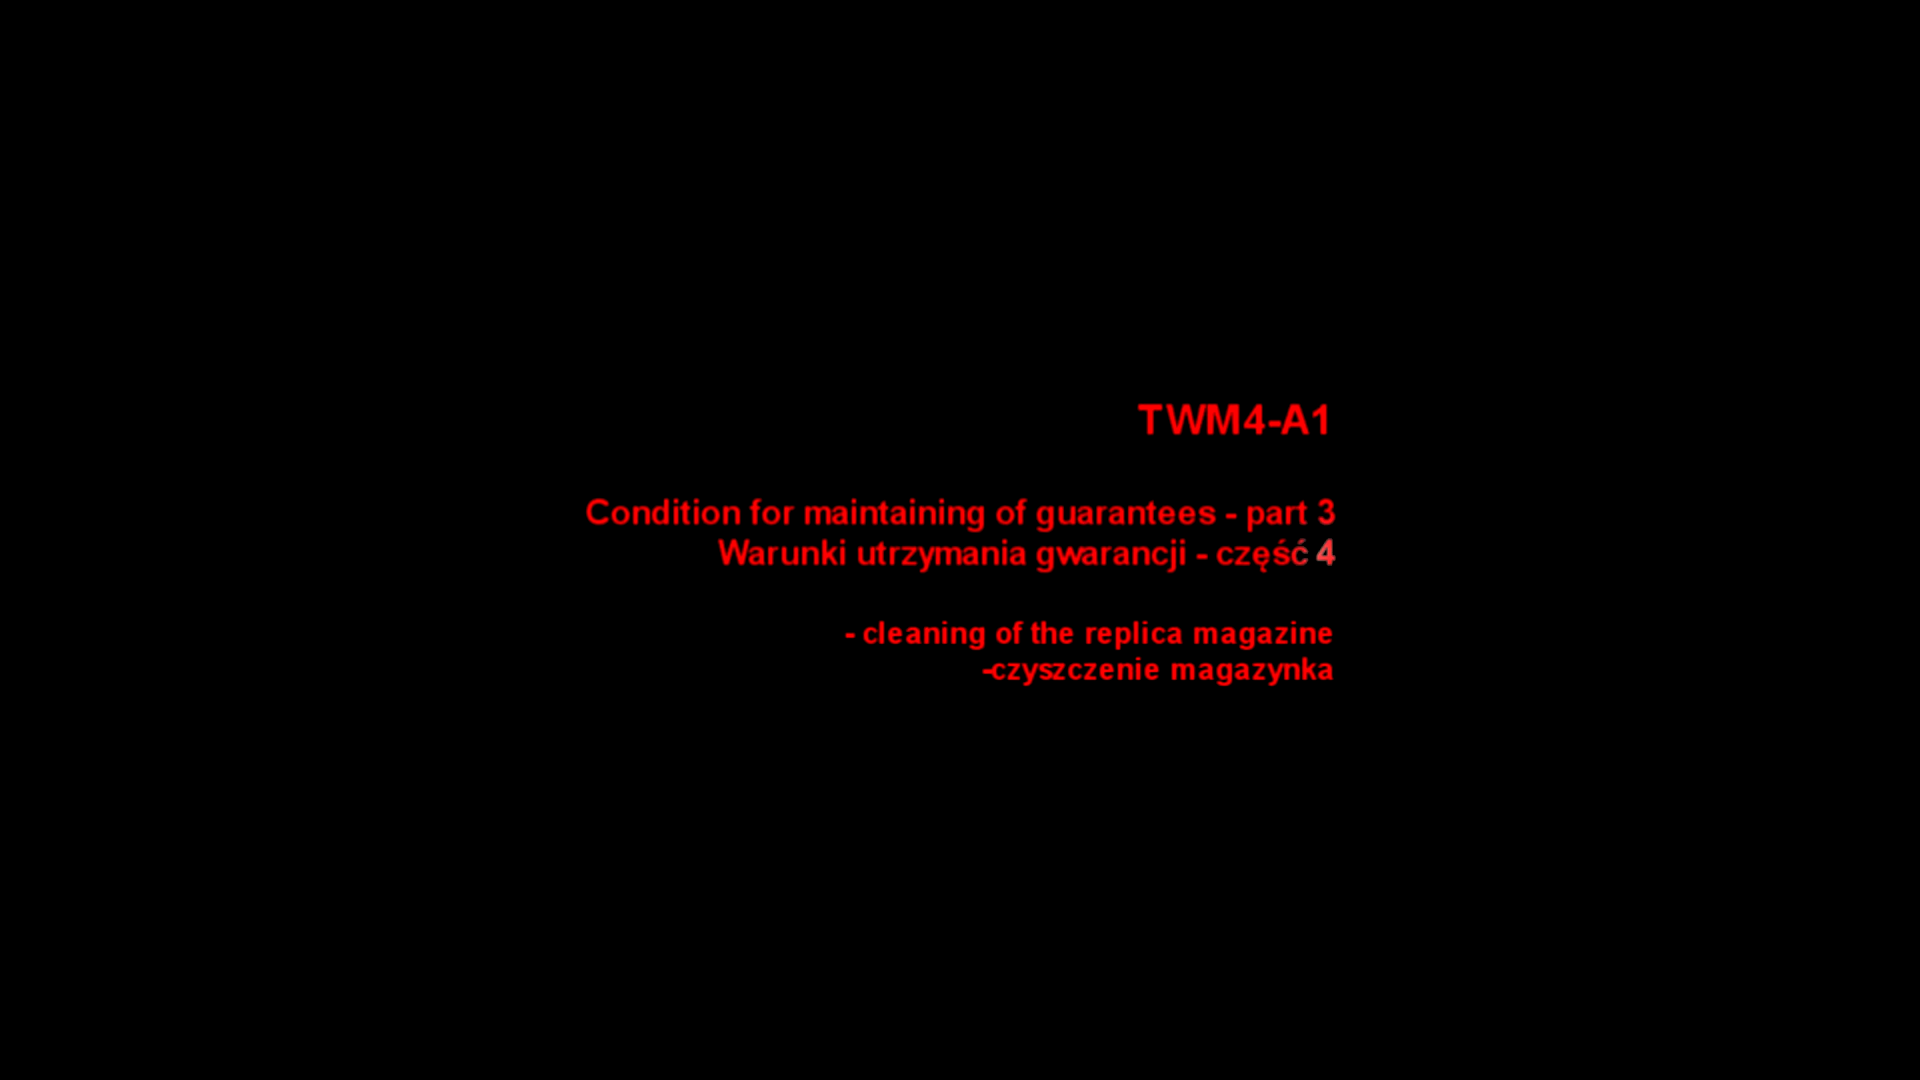 TWM4-A1
Condition for maintaining of guarantees - part 3
Warunki utrzymania gwarancji - część 4
- cleaning of the replica magazine
-czyszczenie magazynka